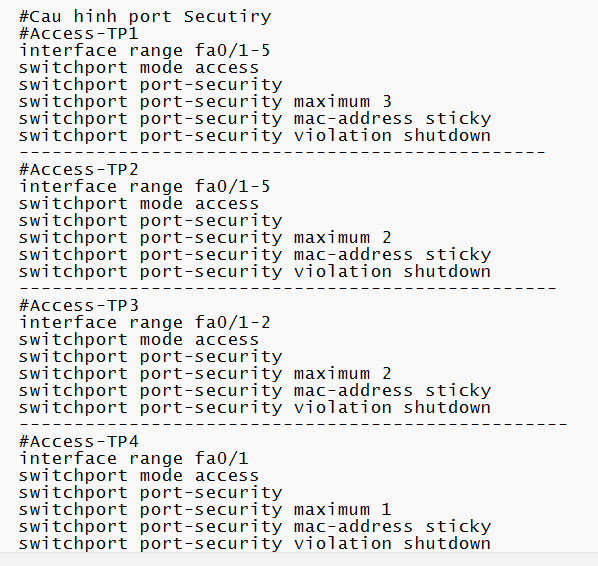 #Cau hinh port Secutiry
#Access-TP1
interface range fa0/1-5
switchport mode access
switchport port-security
switchport port-security maximum 3
switchport port-security mac-address sticky
switchport port-security violation shutdown
------------------------------------------------
#Access-TP2
interface range fa0/1-5
switchport mode access
switchport port-security
switchport port-security maximum 2
switchport port-security mac-address sticky
switchport port-security violation shutdown
-------------------------------------------------
#Access-TP3
interface range fa0/1-2
switchport mode access
switchport port-security
switchport port-security maximum 2
switchport port-security mac-address sticky
switchport port-security violation shutdown
--------------------------------------------------
#Access-TP4
interface range fa0/1
switchport mode access
switchport port-security
switchport port-security maximum 1
switchport port-security mac-address sticky
switchport port-security violation shutdown